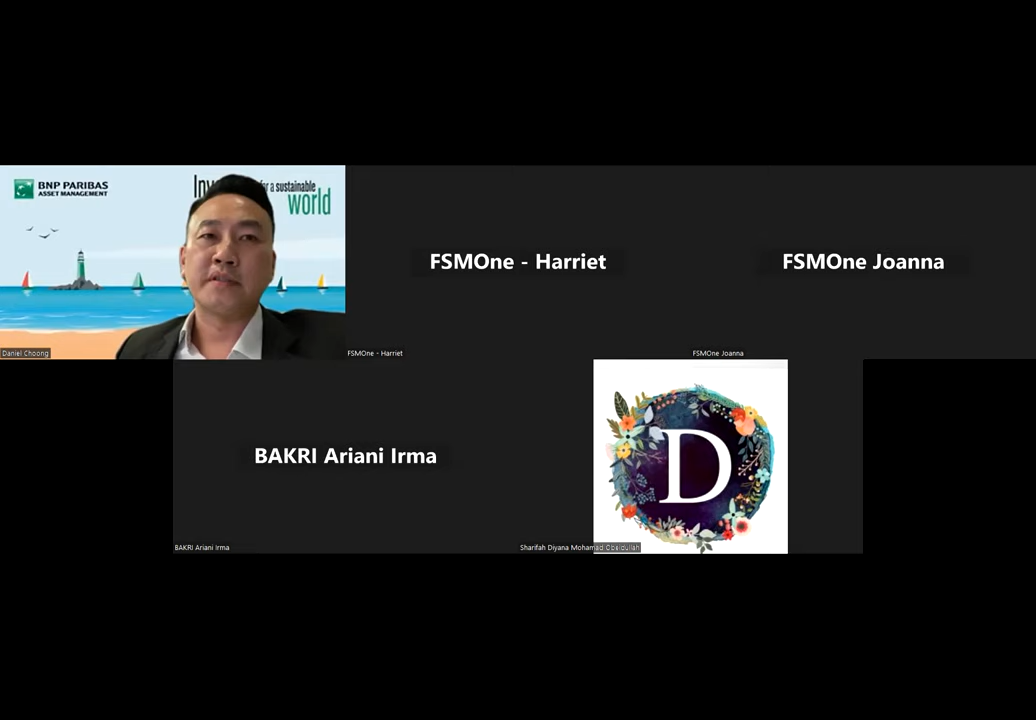 BNP PARIBAS
ASSET MANAGEMENT
for a sustainable
world
Daniel Choong
FSMOne - Harriet
FSMOne - Harriet
FSMOne Joanna
FSMOne Joanna
BAKRI Ariani Irma
BAKRI Ariani Irma
D
Sharifah Diyana Mohamad Obeidullah